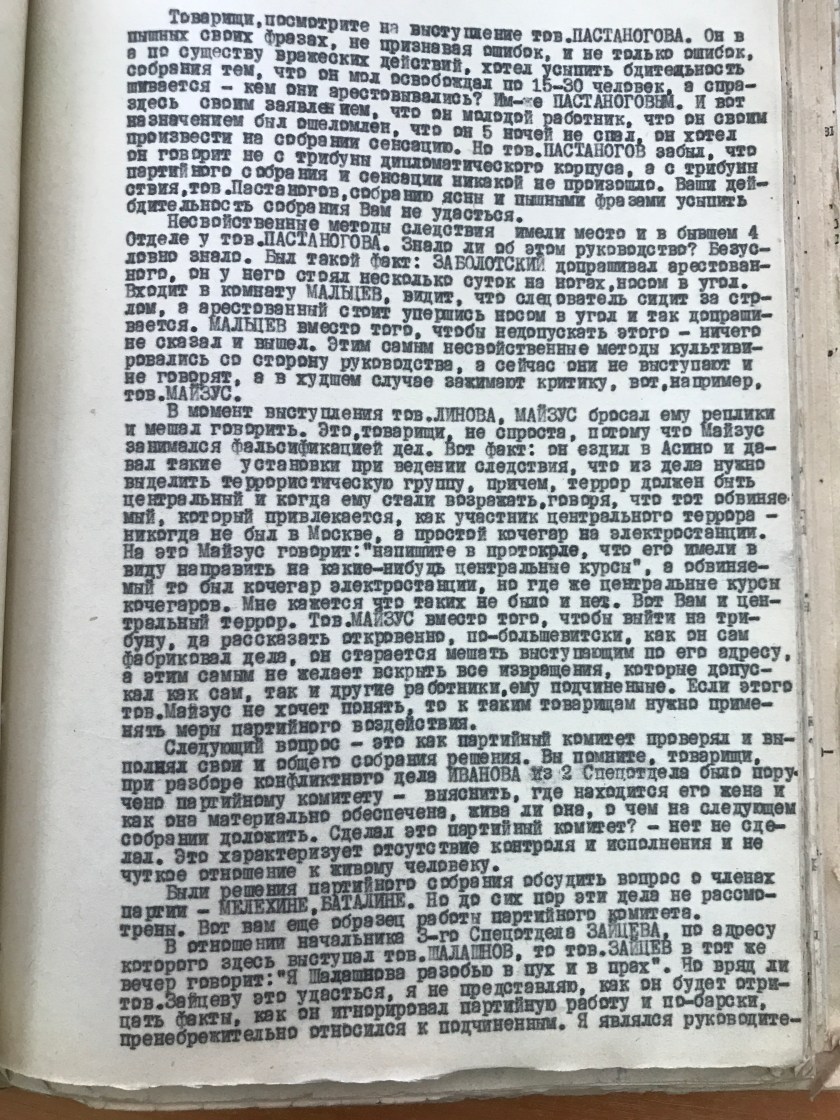 Товарищи,посмотрите на выступление тов.ПАСТАНОГОВА. Он в
пышных своих фразах, не признавая ошибок, и не только ошибок,
а по существу вражеских действий, хотел усыпить бдительность
собрания тем, что он мол освобождал по 15-30 человек, а спра-
шивается - кем они арестовывались? Им-же ПАСТАНОГОВЫМ. И вот
здесь своим заявлением, что он молодой работник, что он своим
назначением был ошеломлен, что он 5 ночей не спал, он хотел
произвести на собрании сенсацию. Но тов.ПАСТАНОГОВ забыл, что
он говорит не с трибуны дипломатического корпуса, а с трибуны
партийного собрания и сенсации никакой не произошло. Ваши дей-
ствия,тов.Пастаногов,собранию ясны и пышными фразами усыпить
бдительность собрания Вам не удасться.
Несвойственные методы следствия имели место и в бывшем 4
Отделе у тов.ПАСТАНОГОВА. Знало ли об этом руководство? Безус-
ловно знало. Был такой факт: ЗАБОЛОТСКИЙ допрашивал арестован-
ного, он у него стоял несколько суток на ногах,носом в угол.
Входит в комнату МАЛЬЦЕВ, видит, что следователь сидит за сто-
лом, а арестованный стоит упершись носом в угол и так допраши-
вается. МАЛЬЦЕВ вместо того, чтобы недопускать этого - ничего
не сказал и вышел. Этим самым несвойственные методы культиви-
ровались со сторону руководства, а сейчас они не выступают и
не говорят, а в худшем случае зажимают критику, вот,например,
тов.МАЙЗУС.
В момент выступления тов.ЛИНОВА, МАЙЗУС бросал ему реплики
и мешал говорить. Это,товарищи, не спроста, потому что Майзус
занимался фальсификацией дел. Вот факт: он ездил в Асино и да-
вал такие установки при ведении следствия, что из дела нужно
выделить террористическую группу, причем, террор должен быть
центральный и когда ему стали возражать,говоря, что тот обвиняе-
мый, который привлекается, как участник центрального террора -
никогда не был в Москве, а простой кочегар на электростанции.
На это Майзус говорит:"напишите в протокрле, что его имели в
виду направить на какие-нибудь центральные курсы", а обвиняе-
мый то был кочегар электростанции, но где же центральные курсы
кочегаров. Мне кажется что таких не было и нет. Вот Вам и цен-
тральный террор. Тов.МАЙЗУС вместо того, чтобы выйти на три-
буну, да рассказать откровенно, по-большевитски, как он сам
фабриковал дела, он старается мешать выступающим по его адресу,
а этим самым не желает вскрыть все извращения, которые допус-
кал как сам, так и другие работники,ему подчиненные. Если этого
тов.Майзус не хочет понять, то к таким товарищам нужно приме-
нять меры партийного воздействия.
Следующий вопрос - это как партийный комитет проверял и вы-
полнял свои и общего собрания решения. Вы помните, товарищи,
при разборе конфликтного дела ИВАНОВА из 2 Спецотдела было пору-
чено партийному комитету - выяснить, где находится его жена и
как она материально обеспечена, жива ли она, о чем на следующем
собрании доложить. Сделал это партийный комитет? - нет не сде-
лал. Это характеризует отсутствие контроля и исполнения и не
чуткое отношение к живому человеку.
Были решения партийного собрания обсудить вопрос о членах
партии - МЕЛЕХИНЕ,БАТАЛИНЕ. Но до сих пор эти дела не рассмо-
трены. Вот вам еще образец работы партийного комитета.
В отношении начальника 3-го Спецотдела ЗАЙЦЕВА, по адресу
которого здесь выступал тов.ШАЛАШНОВ, то тов.ЗАЙЦЕВ в тот же
вечер говорит:"Я Шалашнова разобью в пух и в прах". Но вряд ли
тов.Зайцеву это удасться, я не представляю, как он будет отри-
цать факты, как он игнорировал партийную работу и по-барски,
пренебрежительно относился к подчиненным. Я являлся руководите-